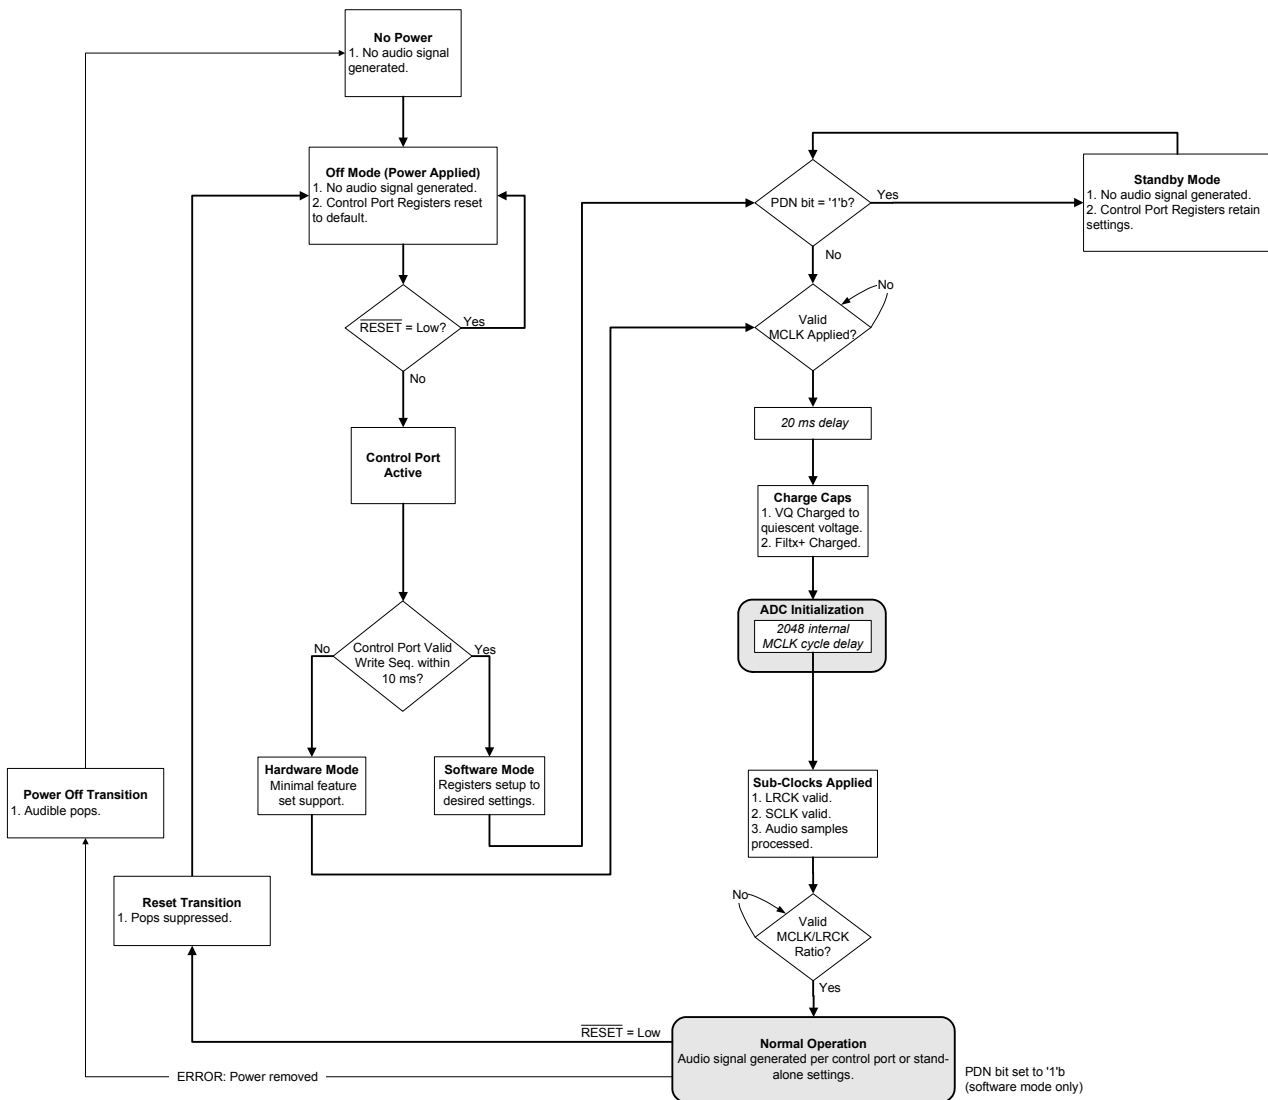 No Power
1. No audio signal
generated.
Off Mode (Power Applied)
1. No audio signal generated.
2. Control Port Registers reset
to default.
RESET = Low?
Yes
No
Control Port
Active
Control Port Valid
Write Seq. within
10 ms?
No
Yes
Hardware Mode
Minimal feature
set support.
Software Mode
Registers setup to
desired settings.
Power Off Transition
1. Audible pops.
Reset Transition
1. Pops suppressed.
PDN bit = '1'b?
Yes
No
Standby Mode
1. No audio signal generated.
2. Control Port Registers retain
settings.
Valid
MCLK Applied?
No
20 ms delay
Charge Caps
1. VQ Charged to
quiescent voltage.
2. Filtx+ Charged.
ADC Initialization
2048 internal
MCLK cycle delay
Sub-Clocks Applied
1. LRCK valid.
2. SCLK valid.
3. Audio samples
processed.
No
Valid
MCLK/LRCK
Ratio?
Yes
RESET = Low
Normal Operation
Audio signal generated per control port or stand-
alone settings.
ERROR: Power removed
PDN bit set to '1'b
(software mode only)